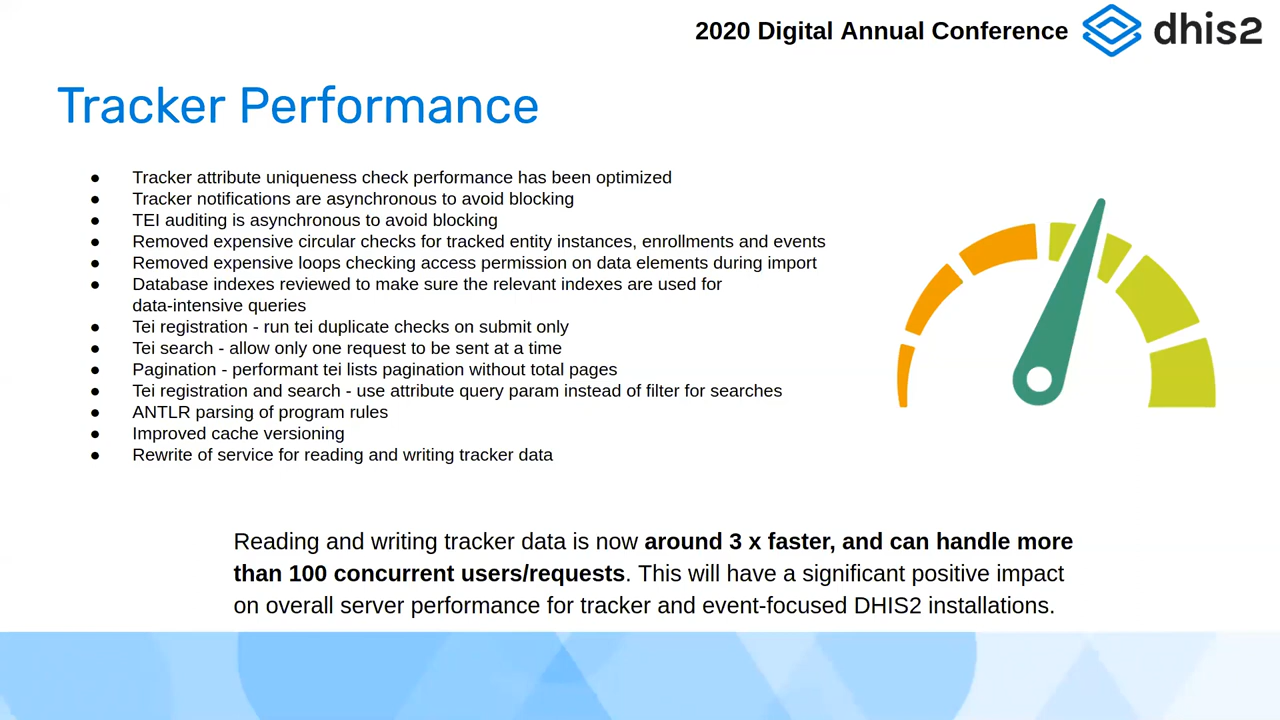 2020 Digital Annual Conference dhis2
Tracker Performance
● Tracker attribute uniqueness check performance has been optimized
● Tracker notifications are asynchronous to avoid blocking
● TEI auditing is asynchronous to avoid blocking
● Removed expensive circular checks for tracked entity instances, enrollments and events
● Removed expensive loops checking access permission on data elements during import
● Database indexes reviewed to make sure the relevant indexes are used for
data-intensive queries
● Tei registration - run tei duplicate checks on submit only
● Tei search - allow only one request to be sent at a time
● Pagination - performant tei lists pagination without total pages
● Tei registration and search - use attribute query param instead of filter for searches
● ANTLR parsing of program rules
● Improved cache versioning
● Rewrite of service for reading and writing tracker data
Reading and writing tracker data is now around 3 x faster, and can handle more
than 100 concurrent users/requests. This will have a significant positive impact
on overall server performance for tracker and event-focused DHIS2 installations.